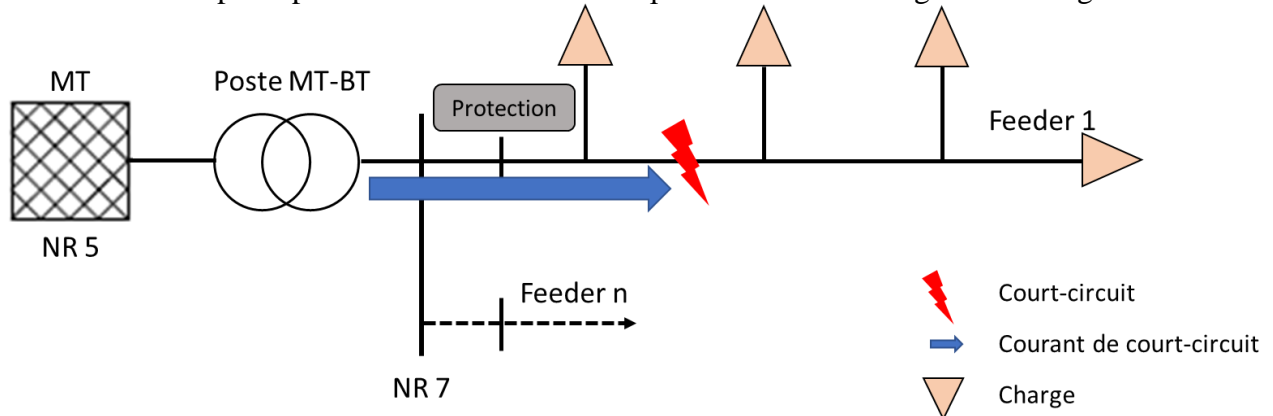 MT
Poste MT-BT
Protection
Feeder 1
NR 5
Feeder n
NR 7
Court-circuit
Courant de court-circuit
Charge